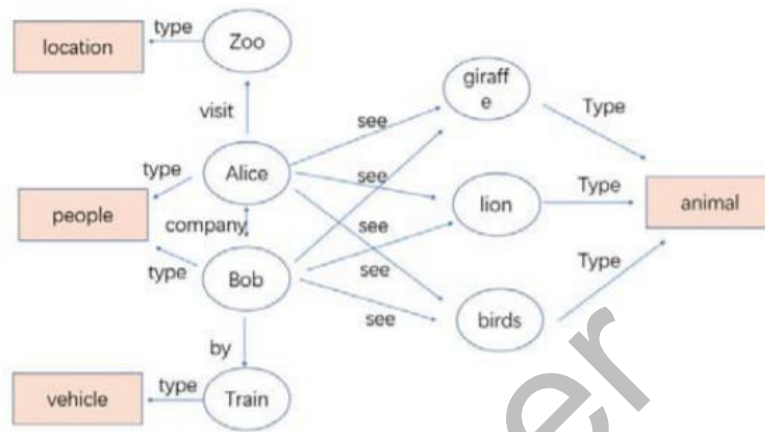 type
location
Zoo
giraff
e
visit
see
Type
type
Alice
see
Type
people
lion
animal
company
see
type
Bob
see
Type
see
birds
by
type
vehicle
Train
er